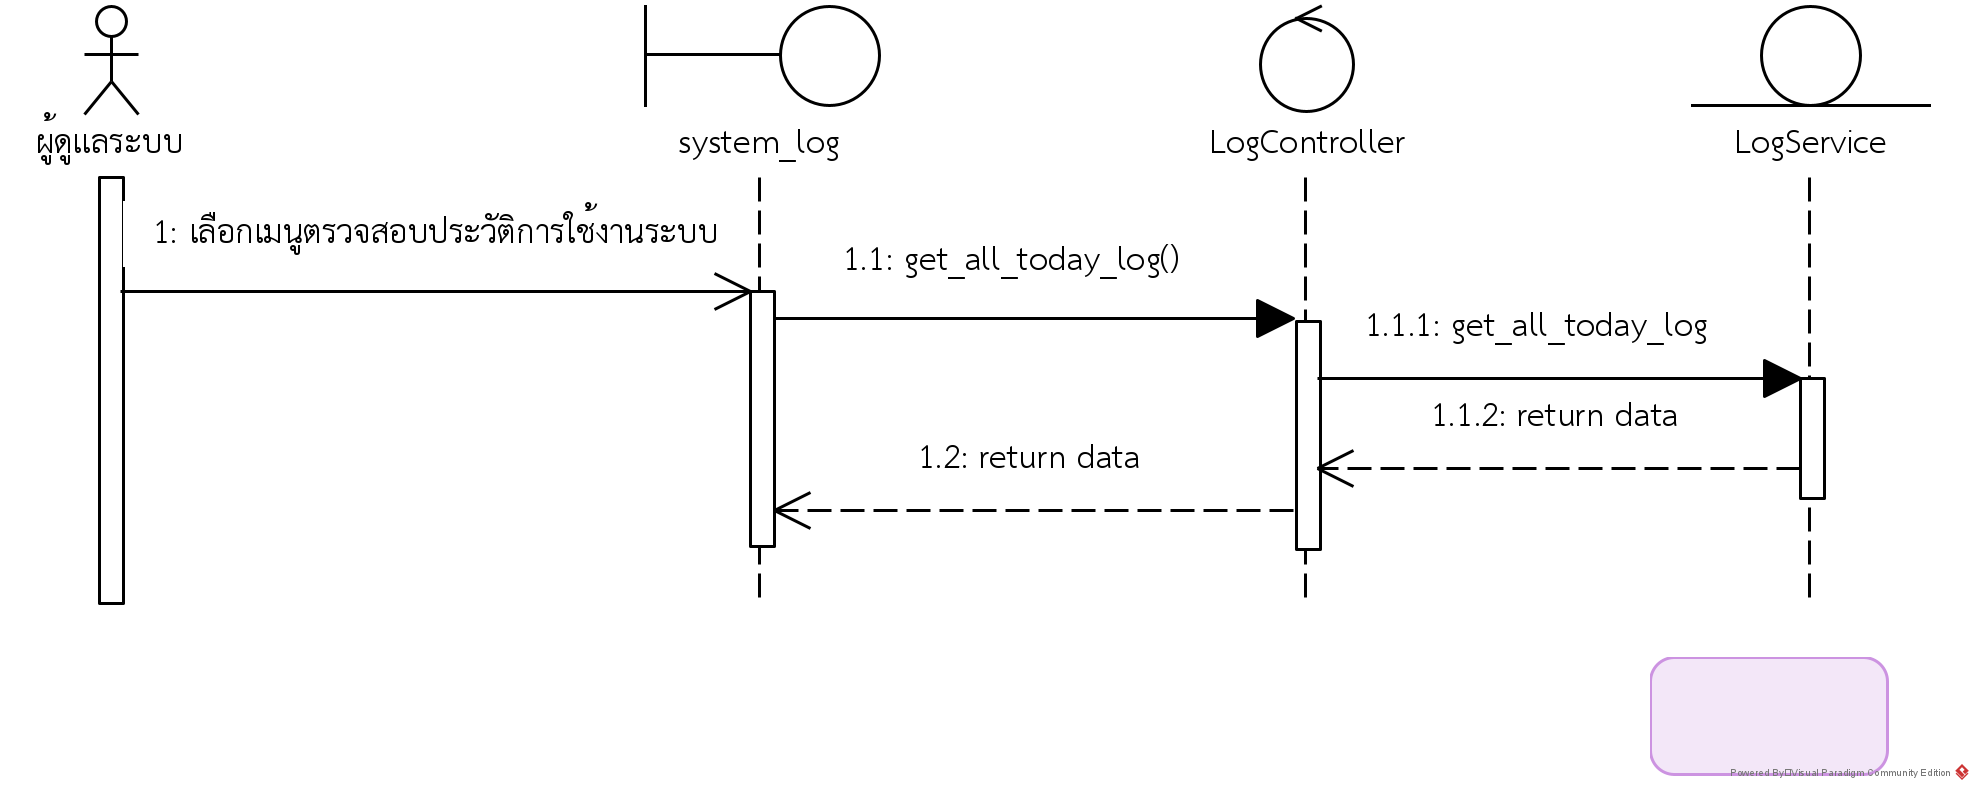 ผู้ดูแลระบบ
system_log
LogController
LogService
1: เลือกเมนูตรวจสอบประวัติการใช้งานระบบ
1.1: get_all_today_log()
1.1.1: get_all_today_log
1.1.2: return data
1.2: return data
Powered By□Visual Paradigm Community Edition